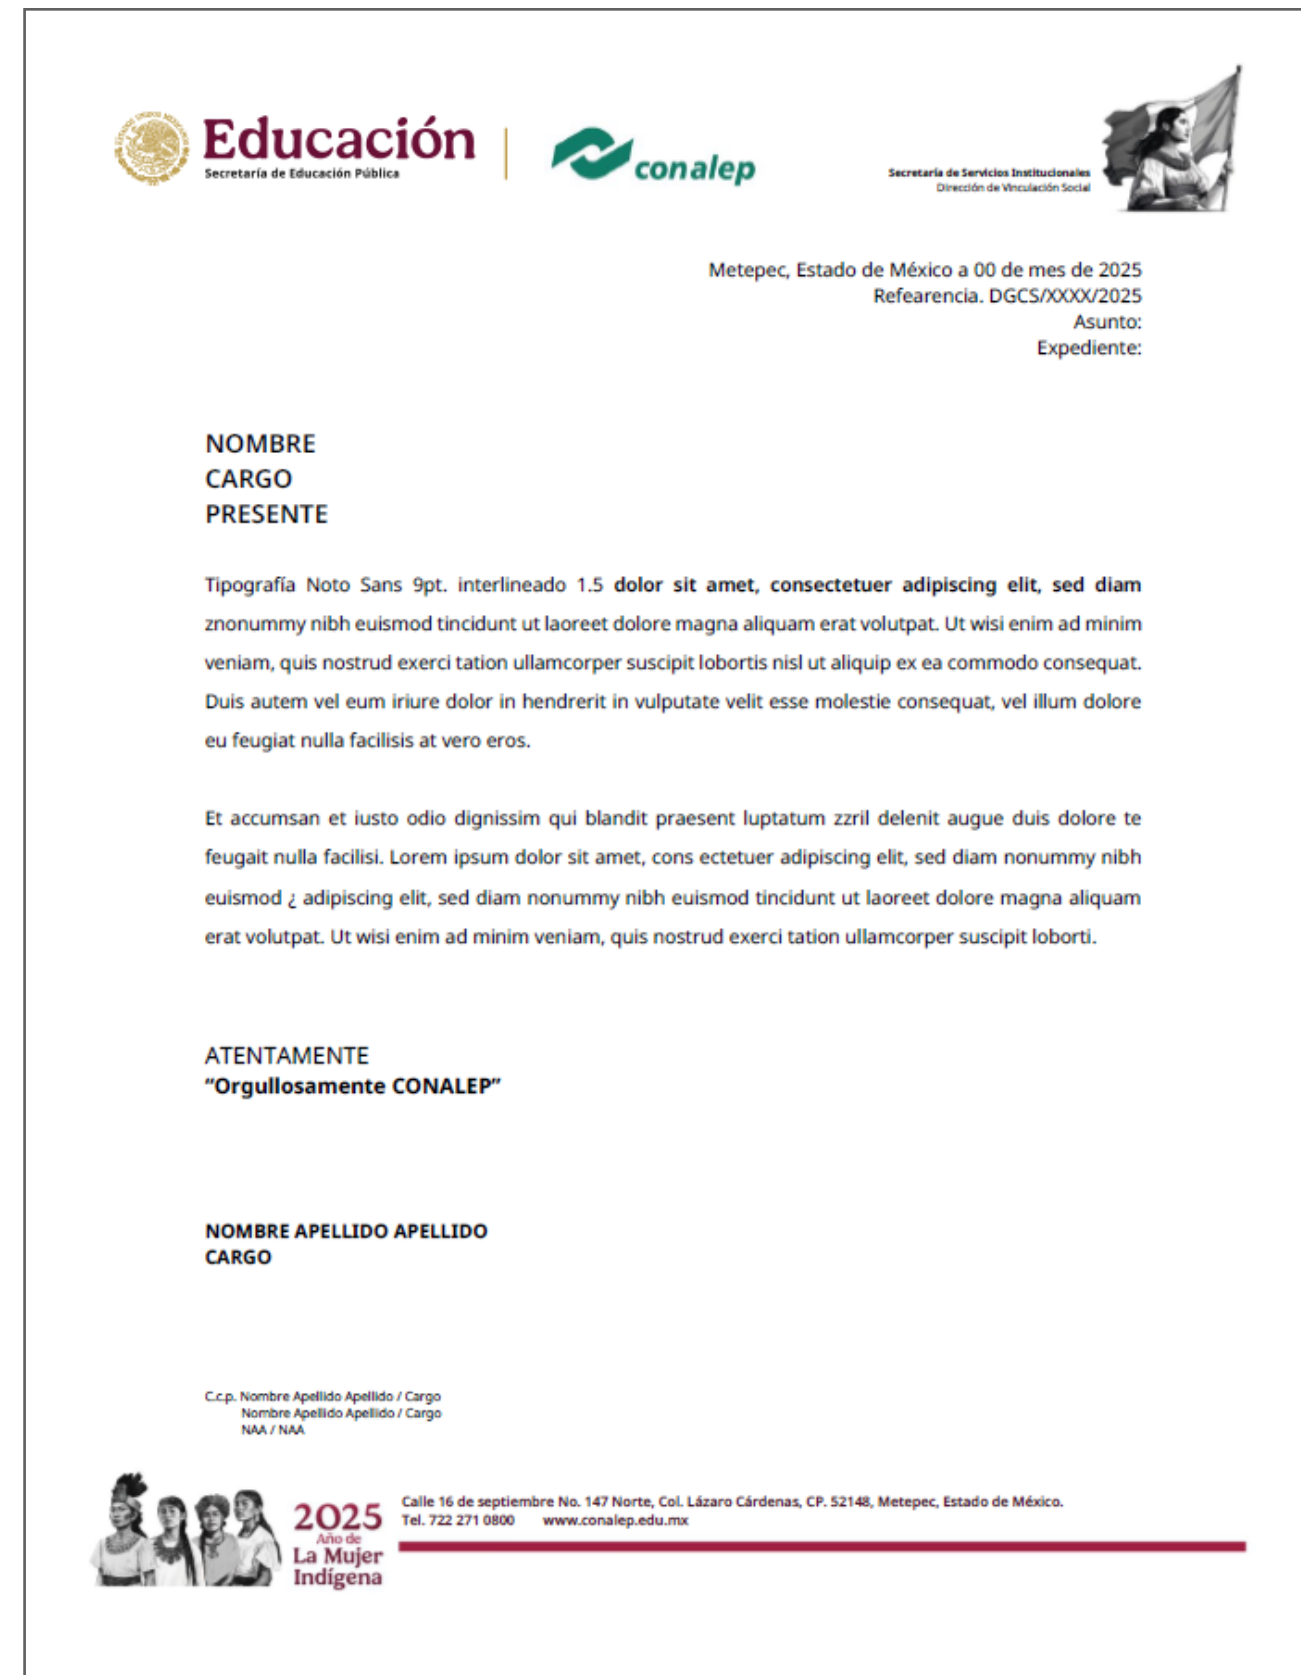 Educación
Secretaría de Educación Pública
conalep
Secretaría de Servicios Institucionales
Dirección de Vinculación Social
Metepec, Estado de México a 00 de mes de 2025
Refearencia. DGCS/XXXX/2025
Asunto:
Expediente:
NOMBRE
CARGO
PRESENTE
Tipografía Noto Sans 9pt. interlineado 1.5 dolor sit amet, consectetuer adipiscing elit, sed diam
znonummy nibh euismod tincidunt ut laoreet dolore magna aliquam erat volutpat. Ut wisi enim ad minim
veniam, quis nostrud exerci tation ullamcorper suscipit lobortis nisl ut aliquip ex ea commodo consequat.
Duis autem vel eum iriure dolor in hendrerit in vulputate velit esse molestie consequat, vel illum dolore
eu feugiat nulla facilisis at vero eros.
Et accumsan et iusto odio dignissim qui blandit praesent luptatum zzril delenit augue duis dolore te
feugait nulla facilisi. Lorem ipsum dolor sit amet, cons ectetuer adipiscing elit, sed diam nonummy nibh
euismod ¿ adipiscing elit, sed diam nonummy nibh euismod tincidunt ut laoreet dolore magna aliquam
erat volutpat. Ut wisi enim ad minim veniam, quis nostrud exerci tation ullamcorper suscipit loborti.
ATENTAMENTE
“Orgullosamente CONALEP”
NOMBRE APELLIDO APELLIDO
CARGO
C.c.p. Nombre Apellido Apellido / Cargo
Nombre Apellido Apellido / Cargo
NAA / NAA
2025
Año de
La Mujer
Indígena
Calle 16 de septiembre No. 147 Norte, Col. Lázaro Cárdenas, CP. 52148, Metepec, Estado de México.
Tel. 722 271 0800 www.conalep.edu.mx